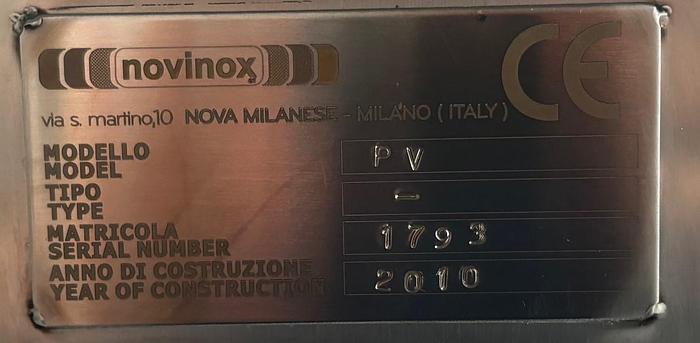 novinox
CE
via s. martino,10 NOVA MILANESE - MILANO ( ITALY )
MODELLO
MODEL
PV
TIPO
TYPE
-
MATRICOLA
SERIAL NUMBER
1793
ANNO DI COSTRUZIONE
YEAR OF CONSTRUCTION
2010